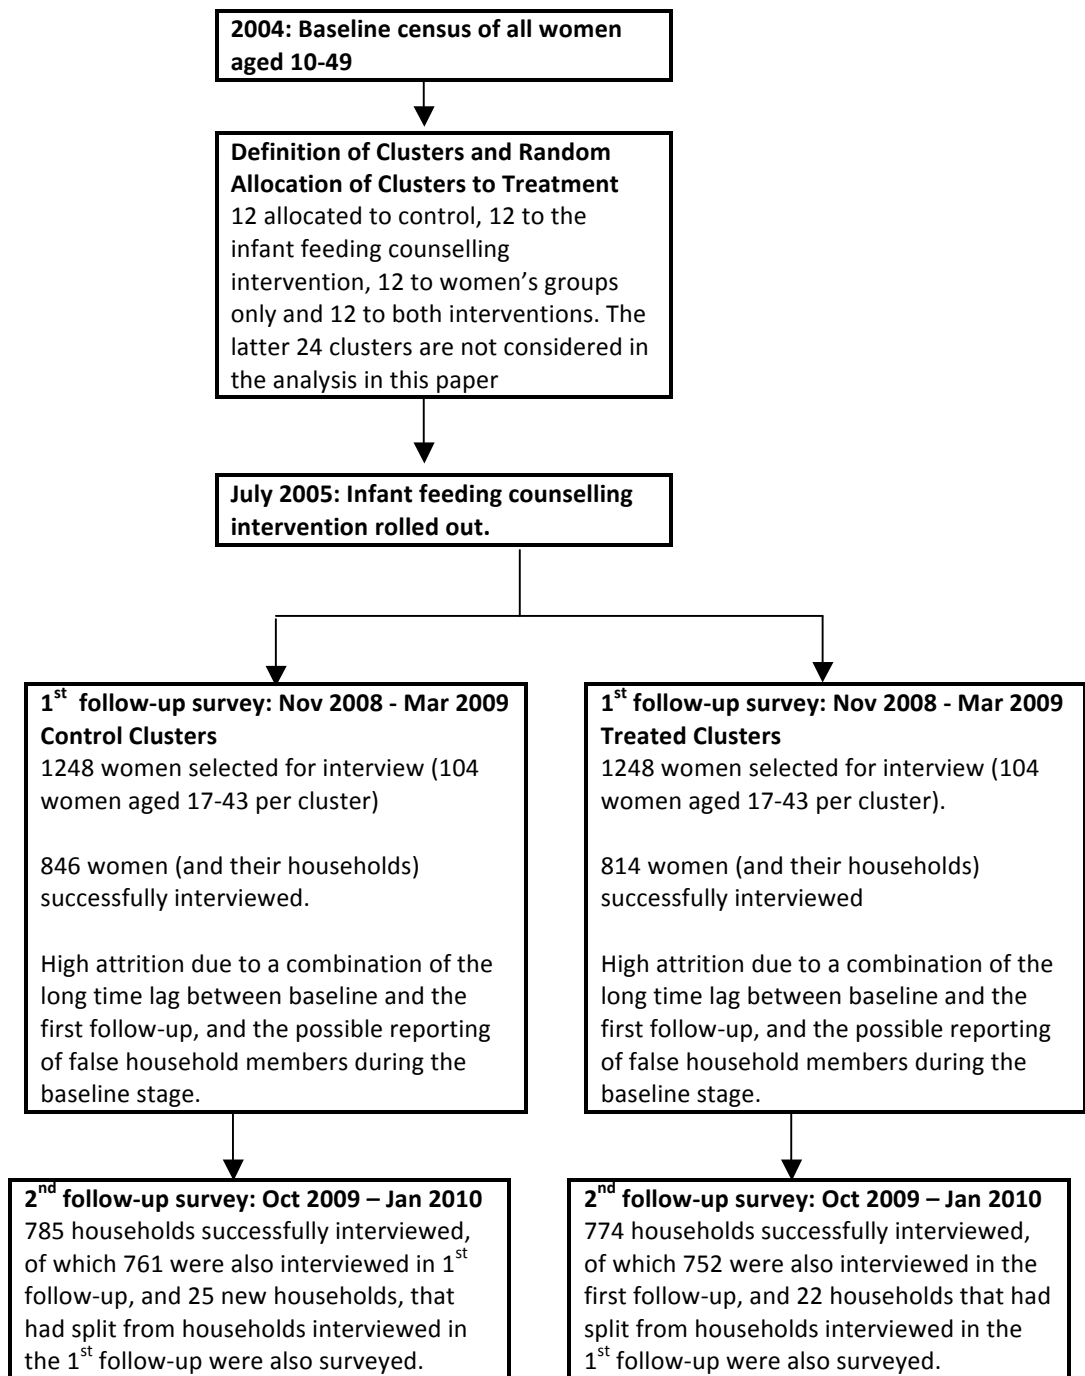 2004: Baseline census of all women
aged 10-49
Definition of Clusters and Random
Allocation of Clusters to Treatment
12 allocated to control, 12 to the
infant feeding counselling
intervention, 12 to women’s groups
only and 12 to both interventions. The
latter 24 clusters are not considered in
the analysis in this paper
July 2005: Infant feeding counselling
intervention rolled out.
1st follow-up survey: Nov 2008 - Mar 2009
Control Clusters
1248 women selected for interview (104
women aged 17-43 per cluster)
846 women (and their households)
successfully interviewed.
High attrition due to a combination of the
long time lag between baseline and the
first follow-up, and the possible reporting
of false household members during the
baseline stage.
1st follow-up survey: Nov 2008 - Mar 2009
Treated Clusters
1248 women selected for interview (104
women aged 17-43 per cluster).
814 women (and their households)
successfully interviewed
High attrition due to a combination of the
long time lag between baseline and the
first follow-up, and the possible reporting
of false household members during the
baseline stage.
2nd follow-up survey: Oct 2009 – Jan 2010
785 households successfully interviewed,
of which 761 were also interviewed in 1st
follow-up, and 25 new households, that
had split from households interviewed in
the 1st follow-up were also surveyed.
2nd follow-up survey: Oct 2009 – Jan 2010
774 households successfully interviewed,
of which 752 were also interviewed in the
first follow-up, and 22 households that had
split from households interviewed in the
1st follow-up were also surveyed.